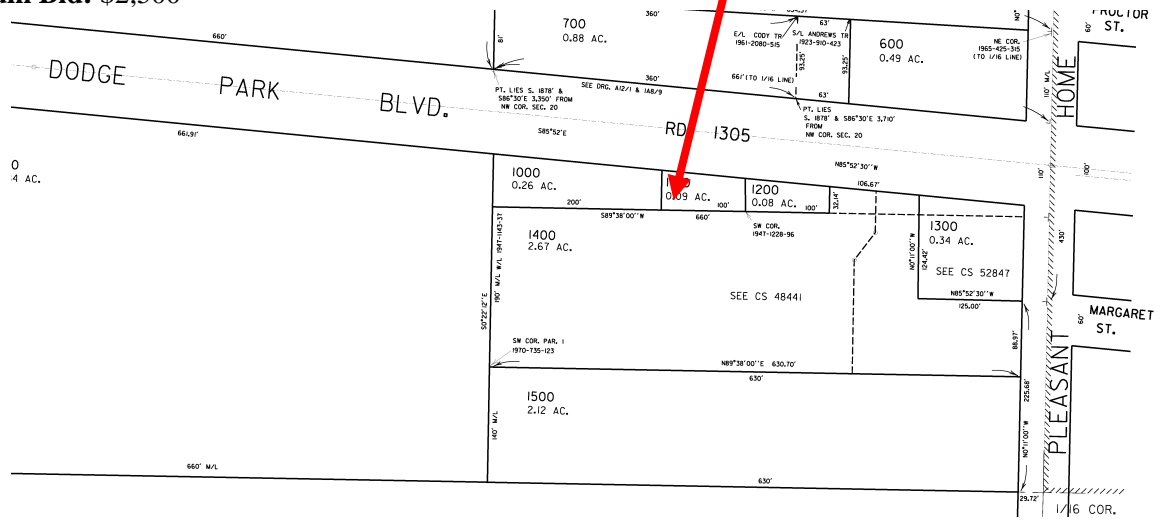 $2,500
700
0.88 AC.
360'
63'
E/L CODY TR
1961-2080-515
S/L ANDREWS TR
1923-910-423
600
0.49 AC.
NE COR.
1965-425-315
(TO 1/16 LINE)
60'
PROCTOR
ST.
660'
81'
93.25'
93.25'
110' M/L
HOME
DODGE PARK BLVD.
360'
661'(TO 1/16 LINE)
SEE DRG. A12/1 & 1A8/9
63'
PT. LIES S. 1878' &
S86°30'E 3,350' FROM
NW COR. SEC. 20
PT. LIES
S. 1878' & S86°30'E 3,710'
FROM
NW COR. SEC. 20
661.91'
S85°52'E
RD 1305
N85°52'30"W
110'
100'
4 AC.
1000
0.26 AC.
200'
0.09 AC.
100'
1200
0.08 AC.
100'
32.14'
106.67'
S89°38'00"W
660'
SW COR.
1947-1228-96
1300
0.34 AC.
SEE CS 52847
N0°11'00"W
124.42'
N85°52'30"W
125.00'
430'
1400
2.67 AC.
SEE CS 48441
S0°22'12"E
190' M/L W/L 1947-1143-37
MARGARET
ST.
60'
SW COR. PAR. 1
1970-735-123
N89°38'00"E 630.70'
630'
88.97'
PLEASANT
1500
2.12 AC.
140' M/L
225.68'
N0°11'00"W
660' M/L
630'
29.72'
1/16 COR.